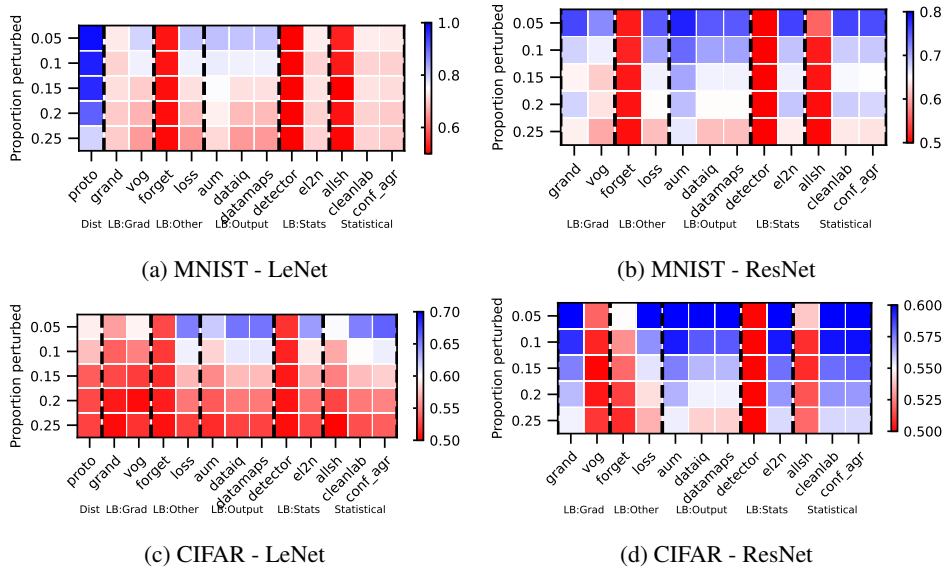 Proportion perturbed
0.05
0.1
0.15
0.2
0.25
proto
grand
vog
forget
loss
aum
dataiq
datamaps
detector
el2n
allsh
cleanlab
conf_agr
Dist LB:Grad LB:Other LB:Output LB:Stats Statistical
1.0
0.8
0.6
(a) MNIST - LeNet
Proportion perturbed
0.05
0.1
0.15
0.2
0.25
grand
vog
forget
loss
aum
dataiq
datamaps
detector
el2n
allsh
cleanlab
conf_agr
LB:Grad LB:Other LB:Output LB:Stats Statistical
0.8
0.7
0.6
0.5
(b) MNIST - ResNet
Proportion perturbed
0.05
0.1
0.15
0.2
0.25
proto
grand
vog
forget
loss
aum
dataiq
datamaps
detector
el2n
allsh
cleanlab
conf_agr
Dist LB:Grad LB:Other LB:Output LB:Stats Statistical
0.70
0.65
0.60
0.55
0.50
(c) CIFAR - LeNet
Proportion perturbed
0.05
0.1
0.15
0.2
0.25
grand
vog
forget
loss
aum
dataiq
datamaps
detector
el2n
allsh
cleanlab
conf_agr
LB:Grad LB:Other LB:Output LB:Stats Statistical
0.600
0.575
0.550
0.525
0.500
(d) CIFAR - ResNet